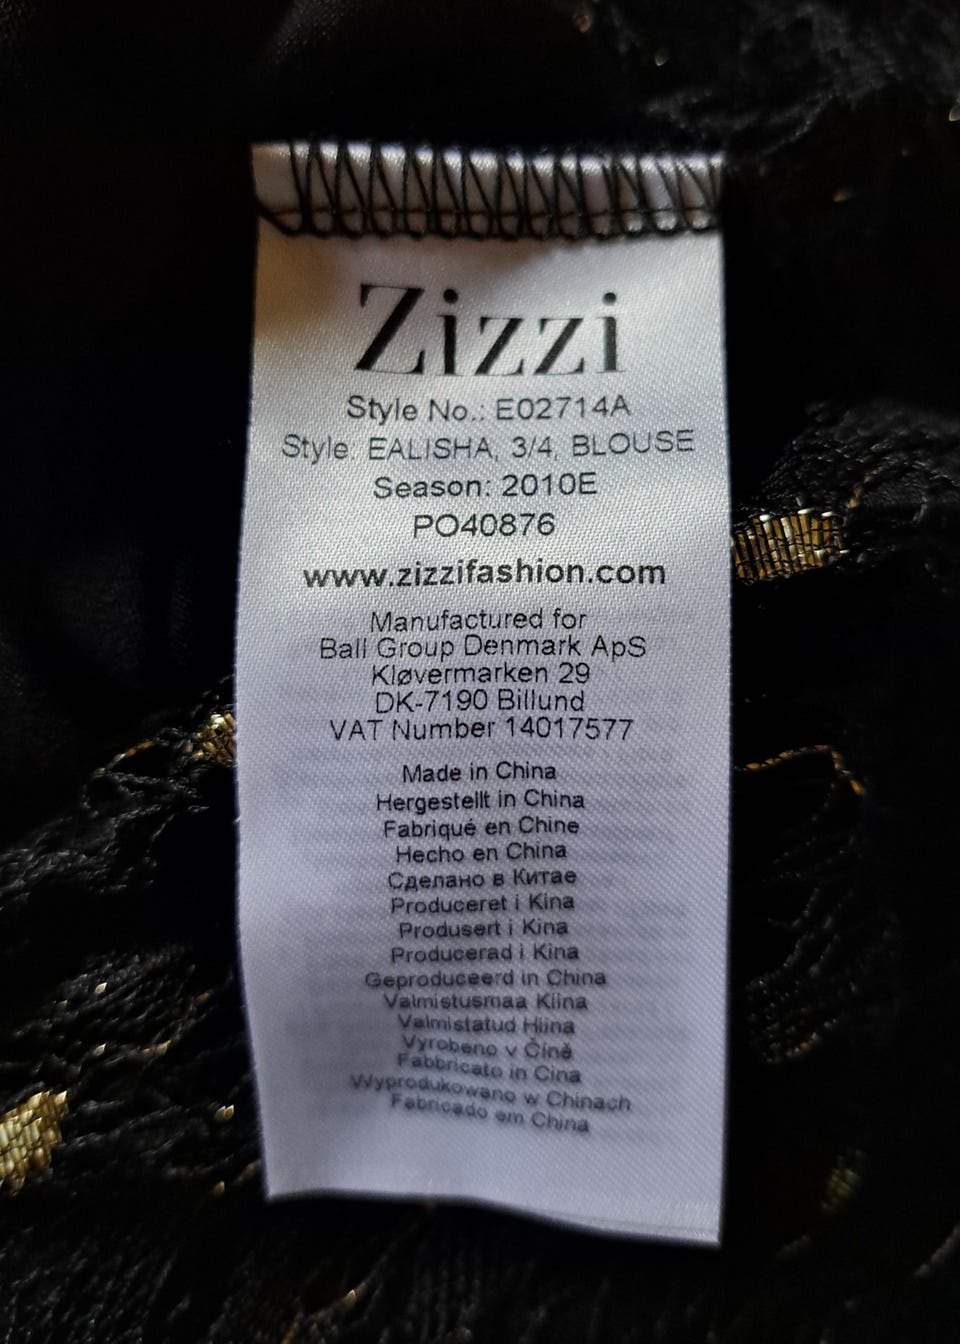 Zizzi
Style No.: E02714A
Style: EALISHA, 3/4, BLOUSE
Season: 2010E
PO40876
www.zizzifashion.com
Manufactured for
Ball Group Denmark ApS
Kløvermarken 29
DK-7190 Billund
VAT Number 14017577
Made in China
Hergestellt in China
Fabriqué en Chine
Hecho en China
Сделано в Китае
Produceret i Kina
Produsert i Kina
Producerad i Kina
Geproduceerd in China
Valmistusmaa Kiina
Valmistatud Hiina
Vyrobeno v Číně
Fabbricato in Cina
Wyprodukowano w Chinach
Fabricado em China